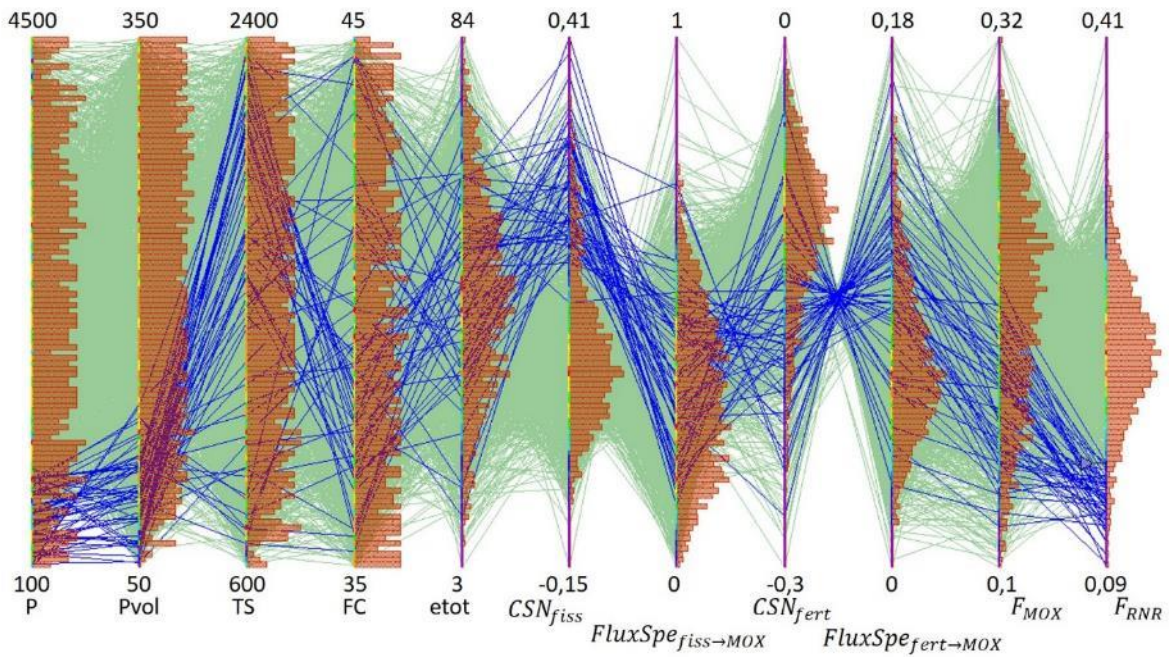 4500 350 2400 45 84 0,41 1 0 0,18 0,32 0,41
100 50 600 35 3 -0,15 0 -0,3 0 0,1 0,09
P Pvol TS FC etot CSN_fiss CSN_fert F_MOX F_RNR
FluxSpe_fiss→MOX FluxSpe_fert→MOX